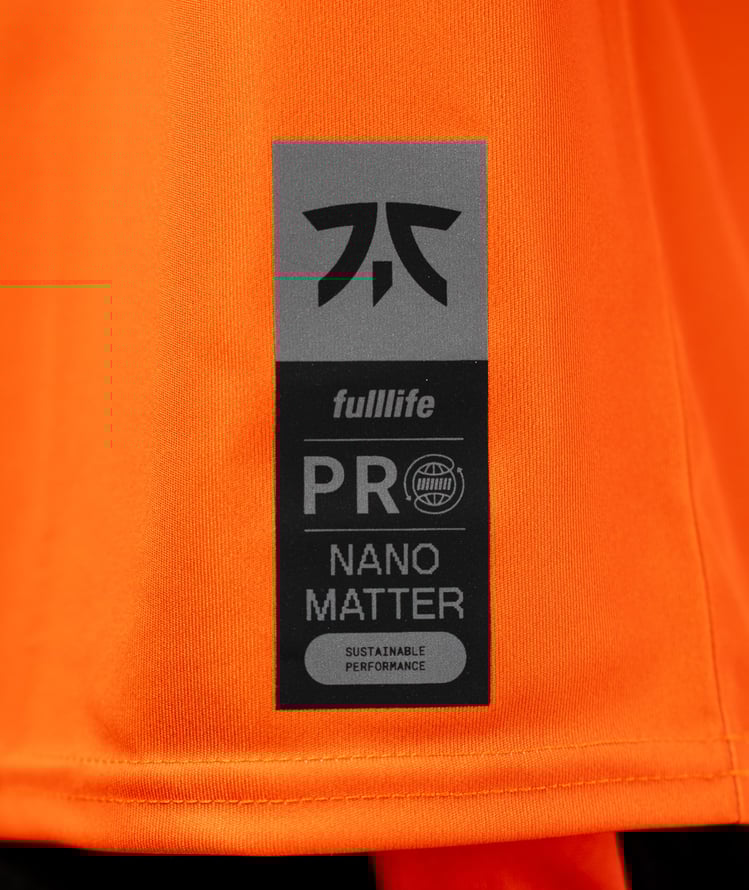 fulllife
PRO
NANO
MATTER
SUSTAINABLE
PERFORMANCE